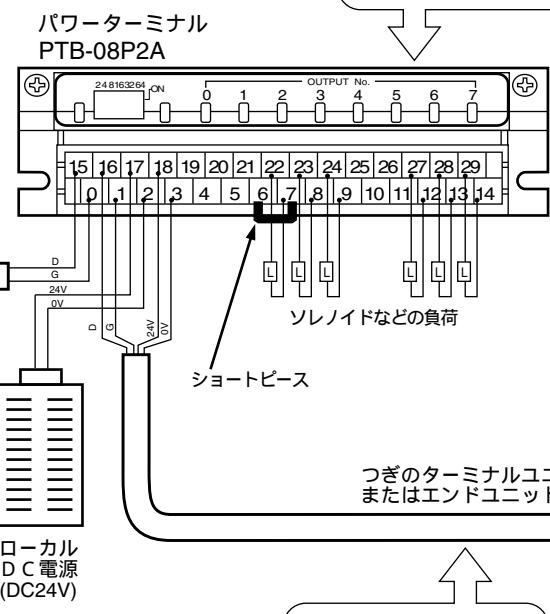 パワーターミナル
PTB-08P2A
248163264 ON
OUTPUT No.
0 1 2 3 4 5 6 7
15 16 17 18 19 20 21 22 23 24 25 26 27 28 29
0 1 2 3 4 5 6 7 8 9 10 11 12 13 14
D
G
24V
0V
D G 24V 0V
L L L L L L
ソレノイドなどの負荷
ショートピース
つぎのターミナルユニ
またはエンドユニット
ローカル
DC電源
(DC24V)